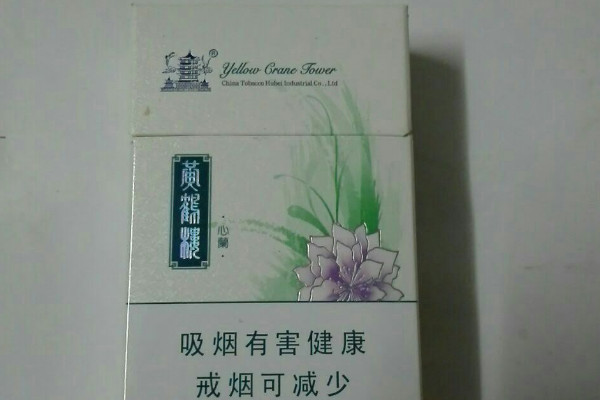 ®
Yellow Crane Tower
China Tobacco Hubei Industrial Co., Ltd
黃鶴樓
·心蘭·
吸烟有害健康
戒烟可减少